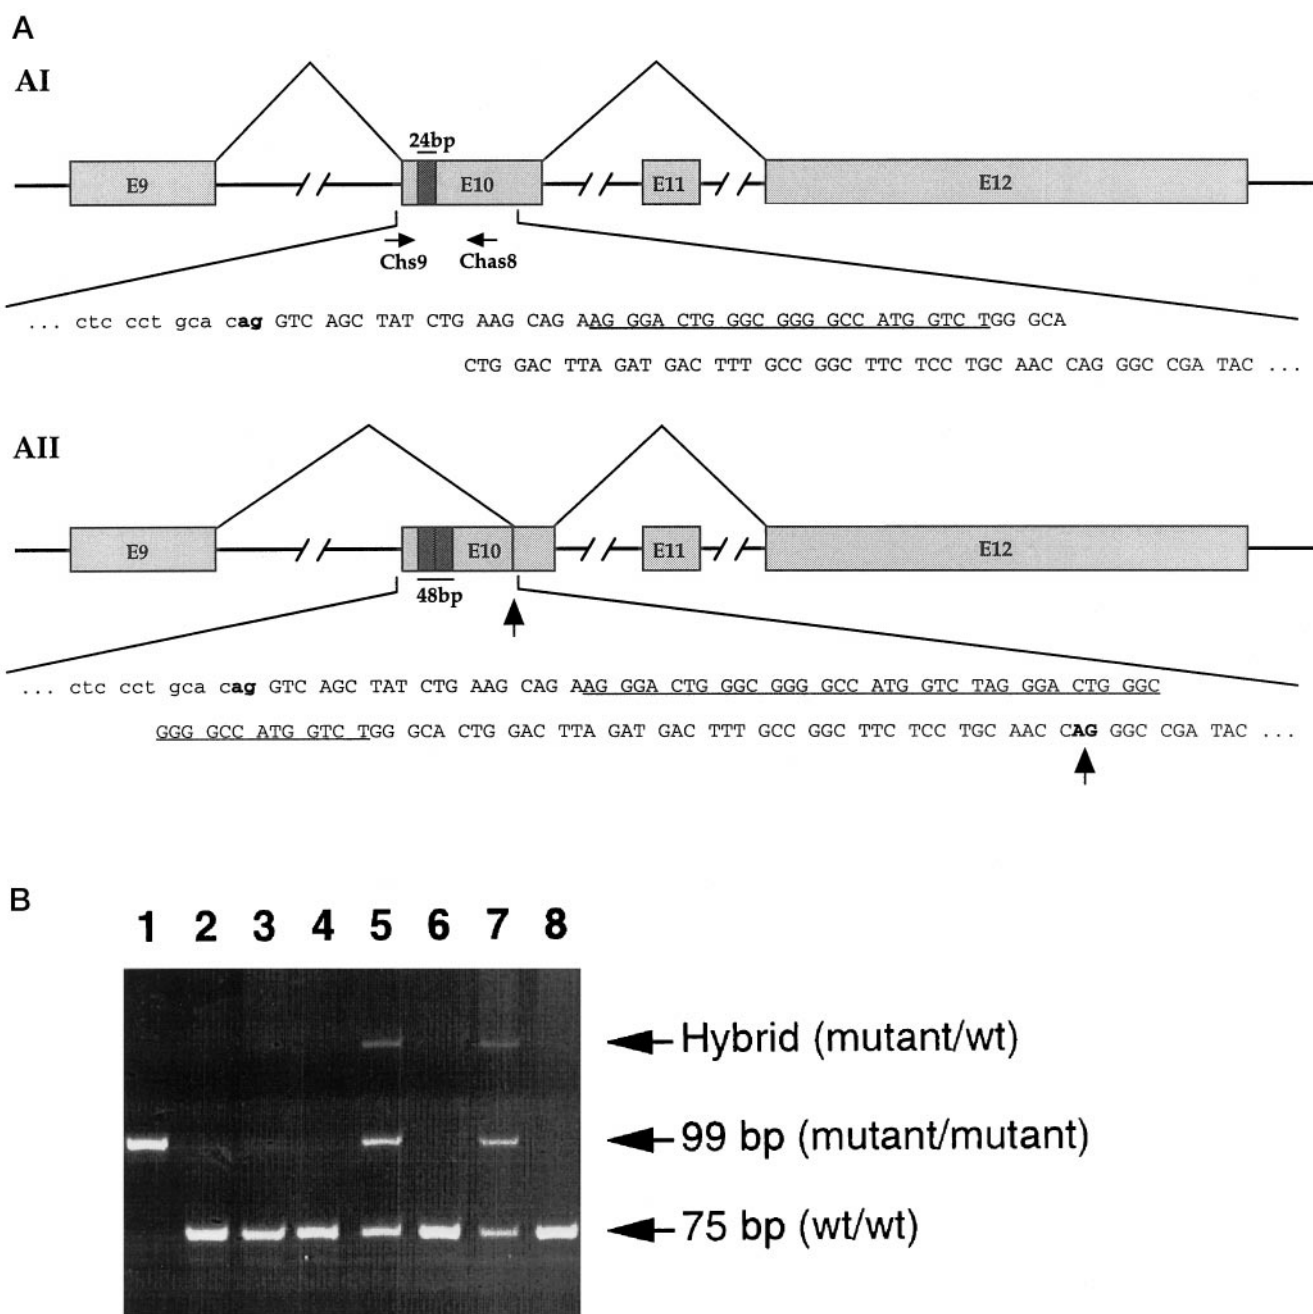 A
AI
24bp
E9
E10
E11
E12
Chs9
Chas8
... ctc cct gca cag GTC AGC TAT CTG AAG CAG AAG GGA CTG GGC GGG GCC ATG GTC TGG GCA
CTG GAC TTA GAT GAC TTT GCC GGC TTC TCC TGC AAC CAG GGC CGA TAC ...
AII
E9
E10
E11
E12
48bp
... ctc cct gca cag GTC AGC TAT CTG AAG CAG AAG GGA CTG GGC GGG GCC ATG GTC TAG GGA CTG GGC
GGG GCC ATG GTC TGG GCA CTG GAC TTA GAT GAC TTT GCC GGC TTC TCC TGC AAC CAG GGC CGA TAC ...
B
1 2 3 4 5 6 7 8
Hybrid (mutant/wt)
99 bp (mutant/mutant)
75 bp (wt/wt)